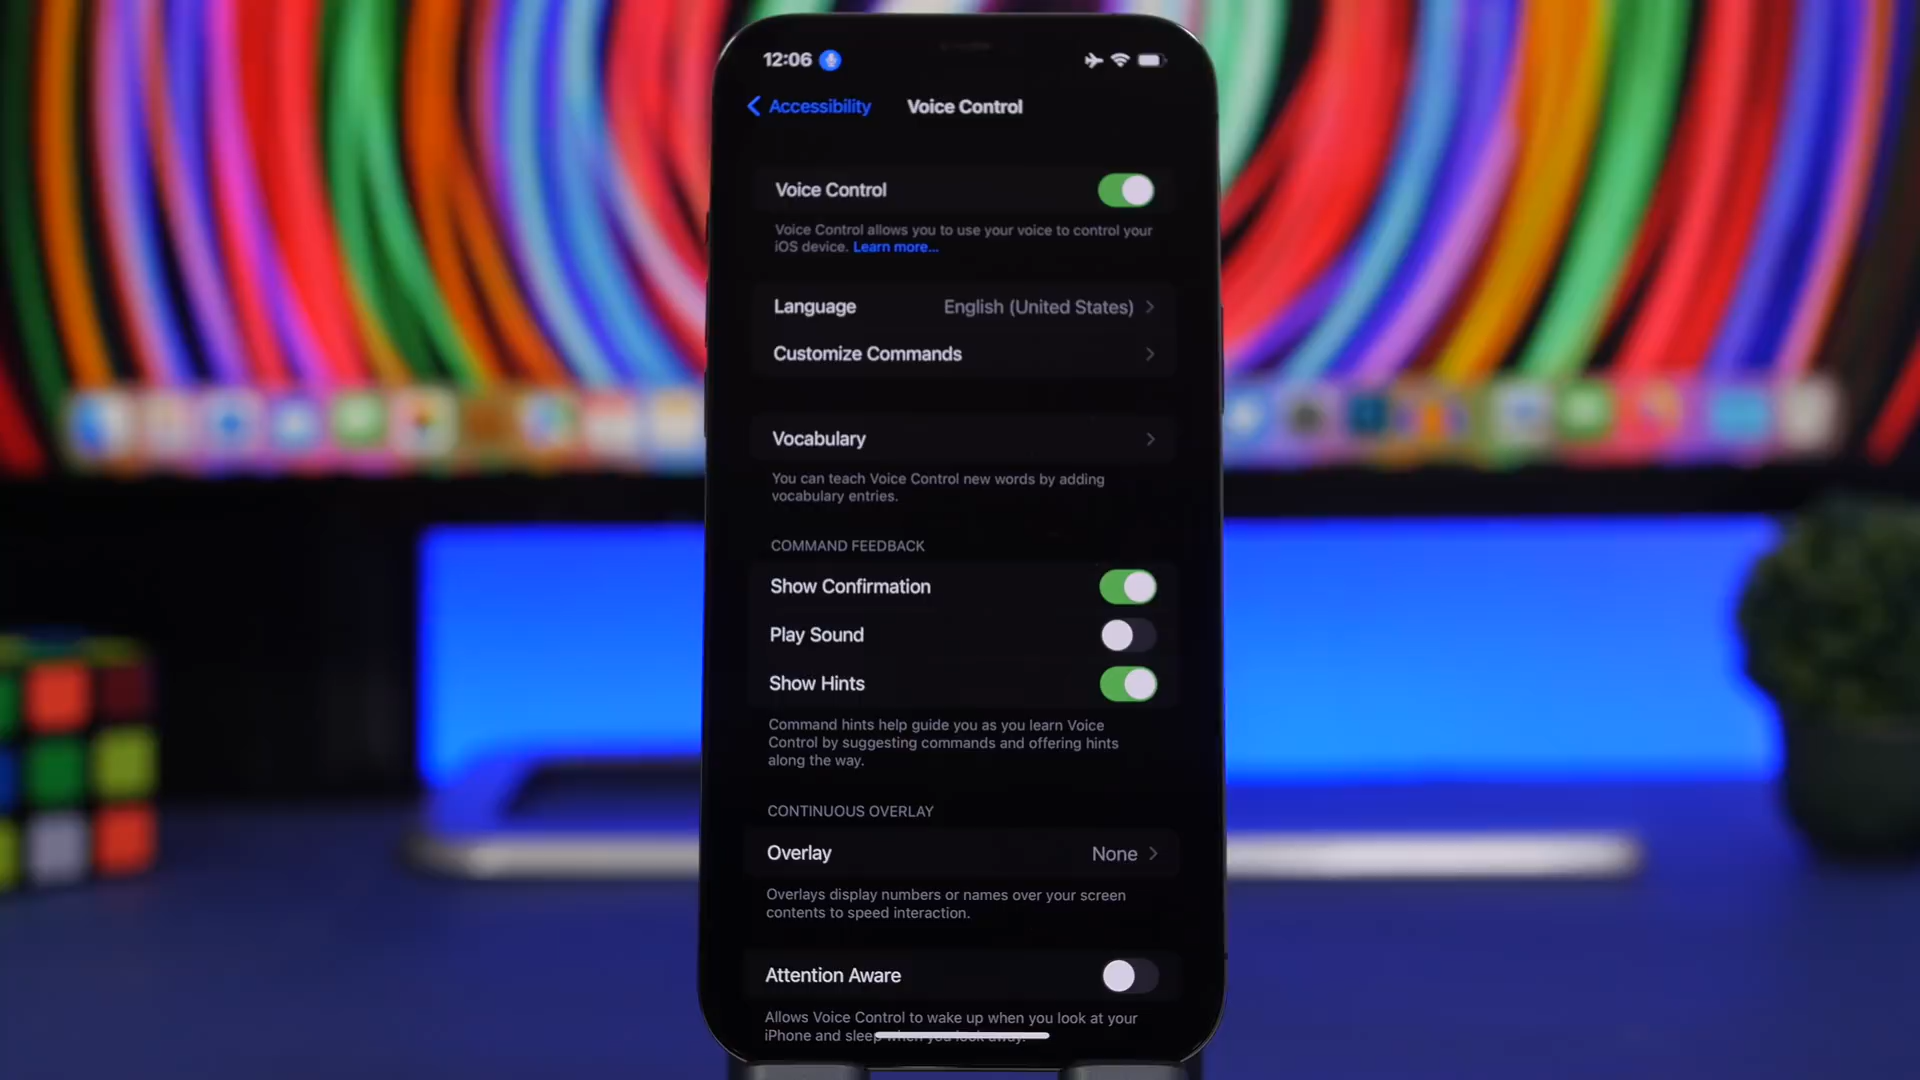 12:06
Accessibility
Voice Control
Voice Control
Voice Control allows you to use your voice to control your
iOS device. Learn more...
Language English (United States)
Customize Commands
Vocabulary
You can teach Voice Control new words by adding
vocabulary entries.
COMMAND FEEDBACK
Show Confirmation
Play Sound
Show Hints
Command hints help guide you as you learn Voice
Control by suggesting commands and offering hints
along the way.
CONTINUOUS OVERLAY
Overlay None
Overlays display numbers or names over your screen
contents to speed interaction.
Attention Aware
Allows Voice Control to wake up when you look at your
iPhone and sleep when you look away.